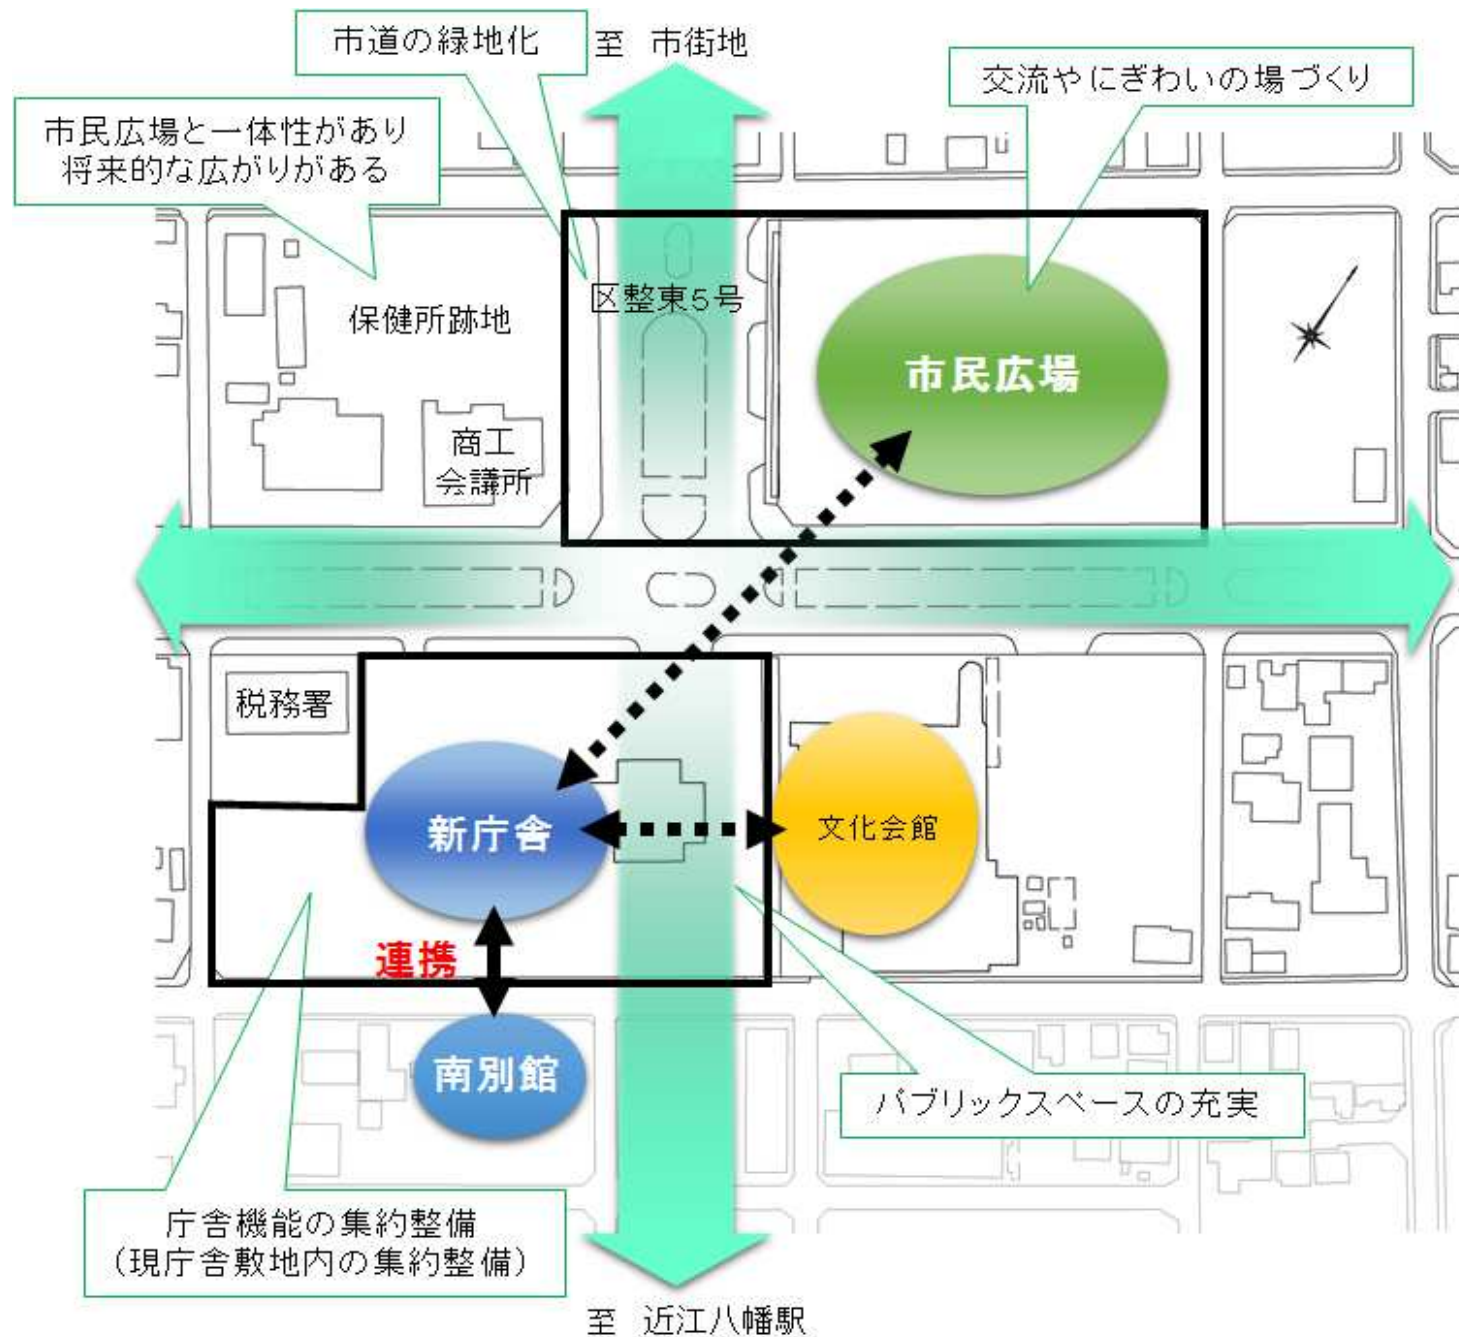 市道の緑地化
至 市街地
交流やにぎわいの場づくり
市民広場と一体性があり
将来的な広がりがある
区整東5号
保健所跡地
市民広場
商工
会議所
税務署
新庁舎
文化会館
連携
南別館
パブリックスペースの充実
庁舎機能の集約整備
(現庁舎敷地内の集約整備)
至 近江八幡駅